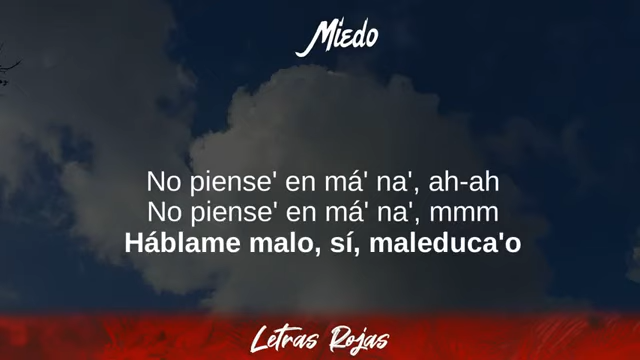 Miedo
No piense' en má' na', ah-ah
No piense' en má' na', mmm
Háblame malo, sí, maleduca'o
Letras Rojas